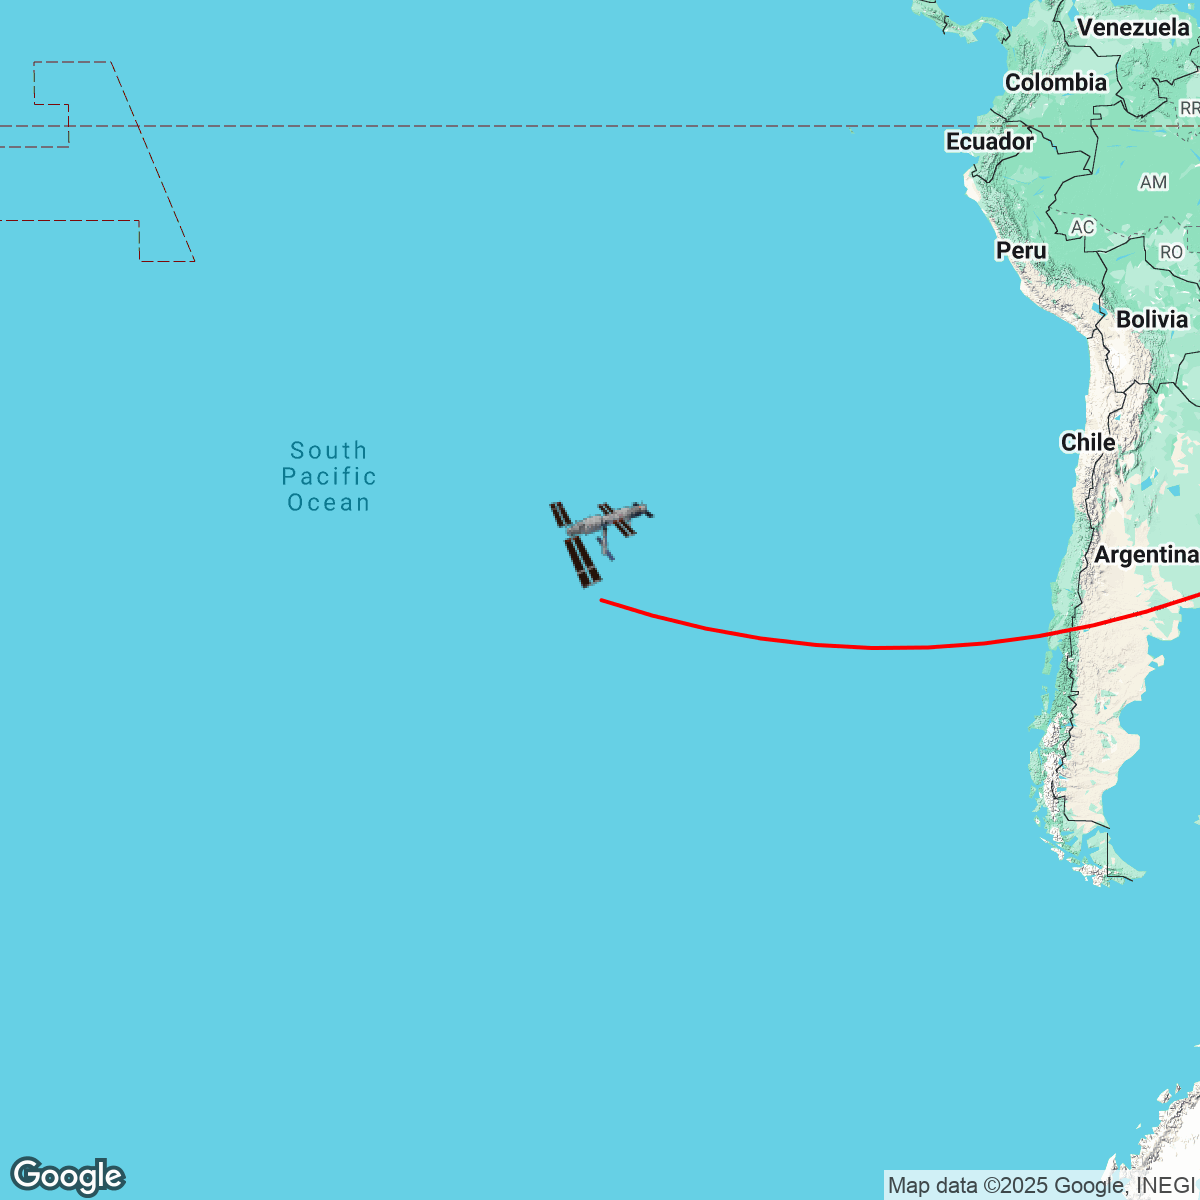 Venezuela
Colombia
RR
Ecuador
AM
AC
Peru
RO
Bolivia
Chile
South
Pacific
Ocean
Argentina
Google
Map data ©2025 Google, INEGI